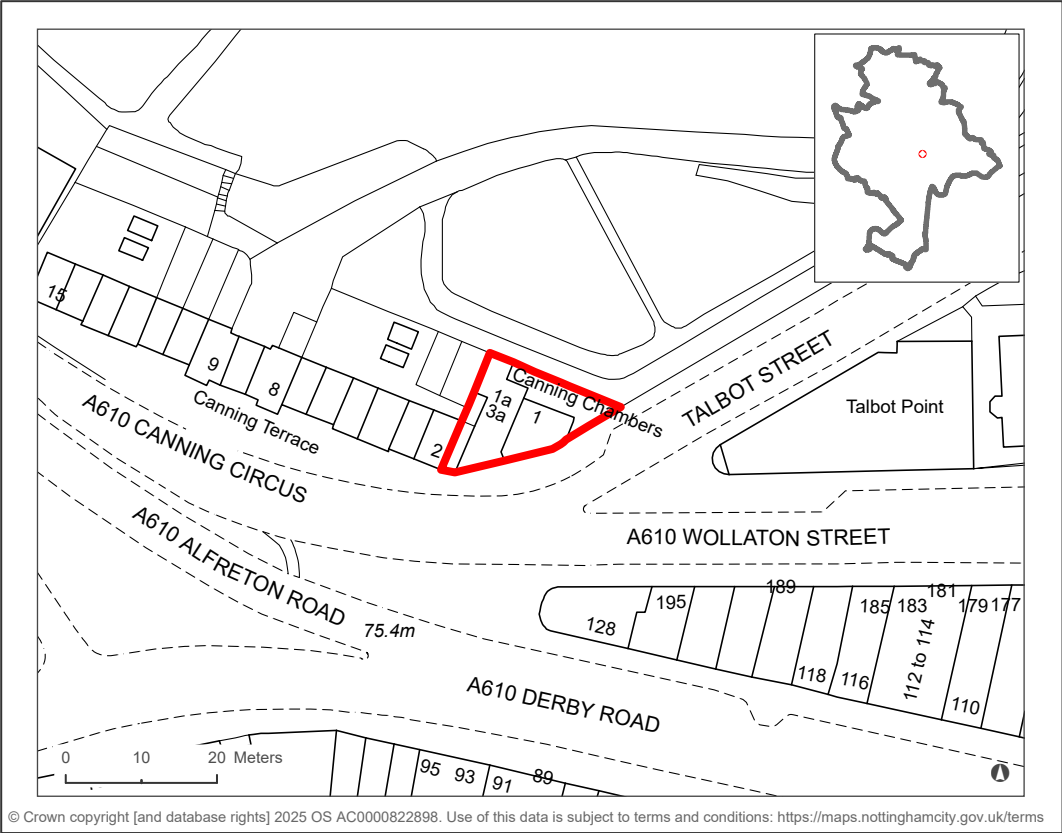 15
9
8
Canning Terrace
2
1a
3a
1
Canning Chambers
TALBOT STREET
Talbot Point
A610 CANNING CIRCUS
A610 WOLLATON STREET
A610 ALFRETON ROAD
75.4m
128
195
189
185
183
181
179
177
118
116
112 to 114
110
A610 DERBY ROAD
95
93
91
89
0 10 20 Meters
© Crown copyright [and database rights] 2025 OS AC0000822898. Use of this data is subject to terms and conditions: https://maps.nottinghamcity.gov.uk/terms